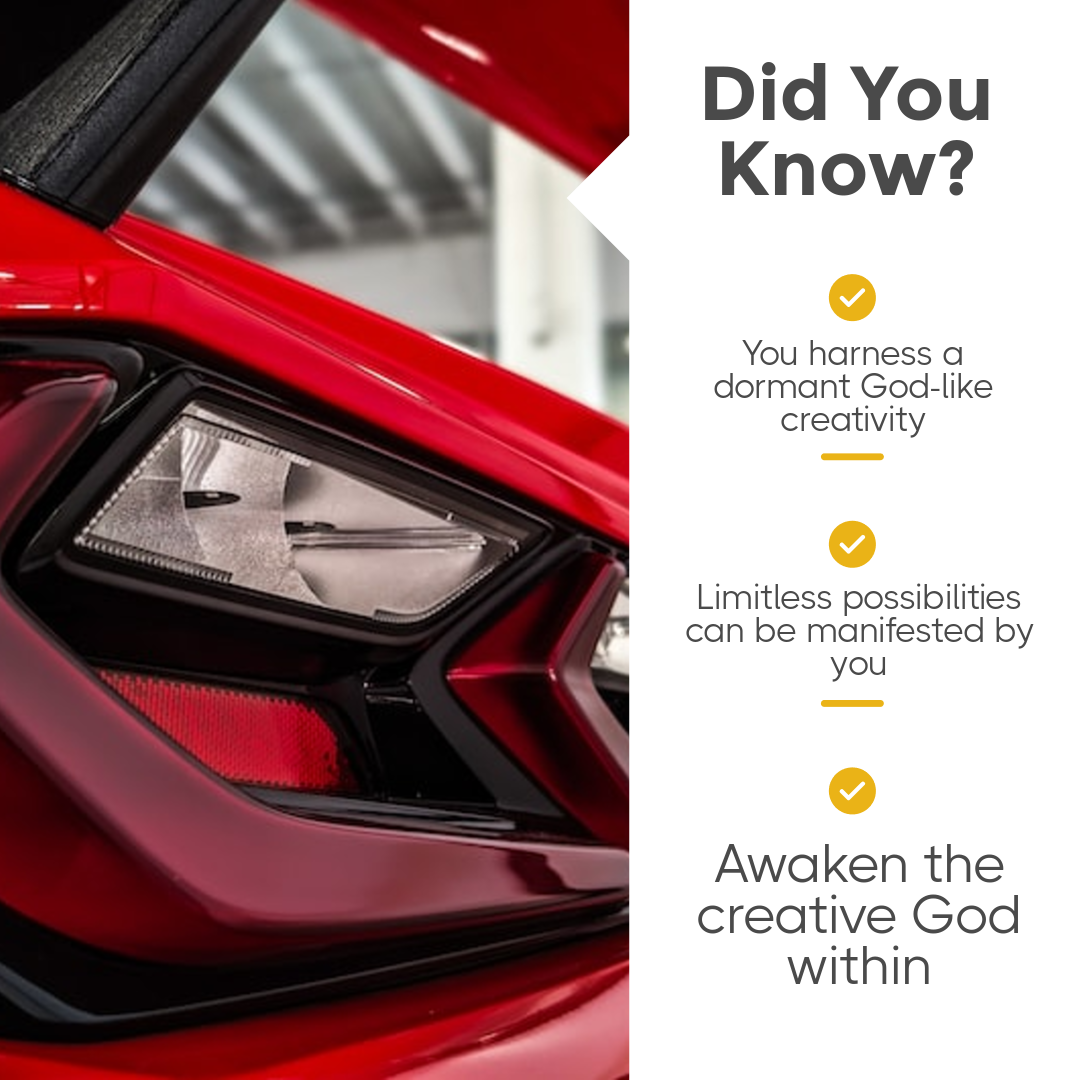 Did You
Know?
You harness a
dormant God-like
creativity
Limitless possibilities
can be manifested by
you
Awaken the
creative God
within